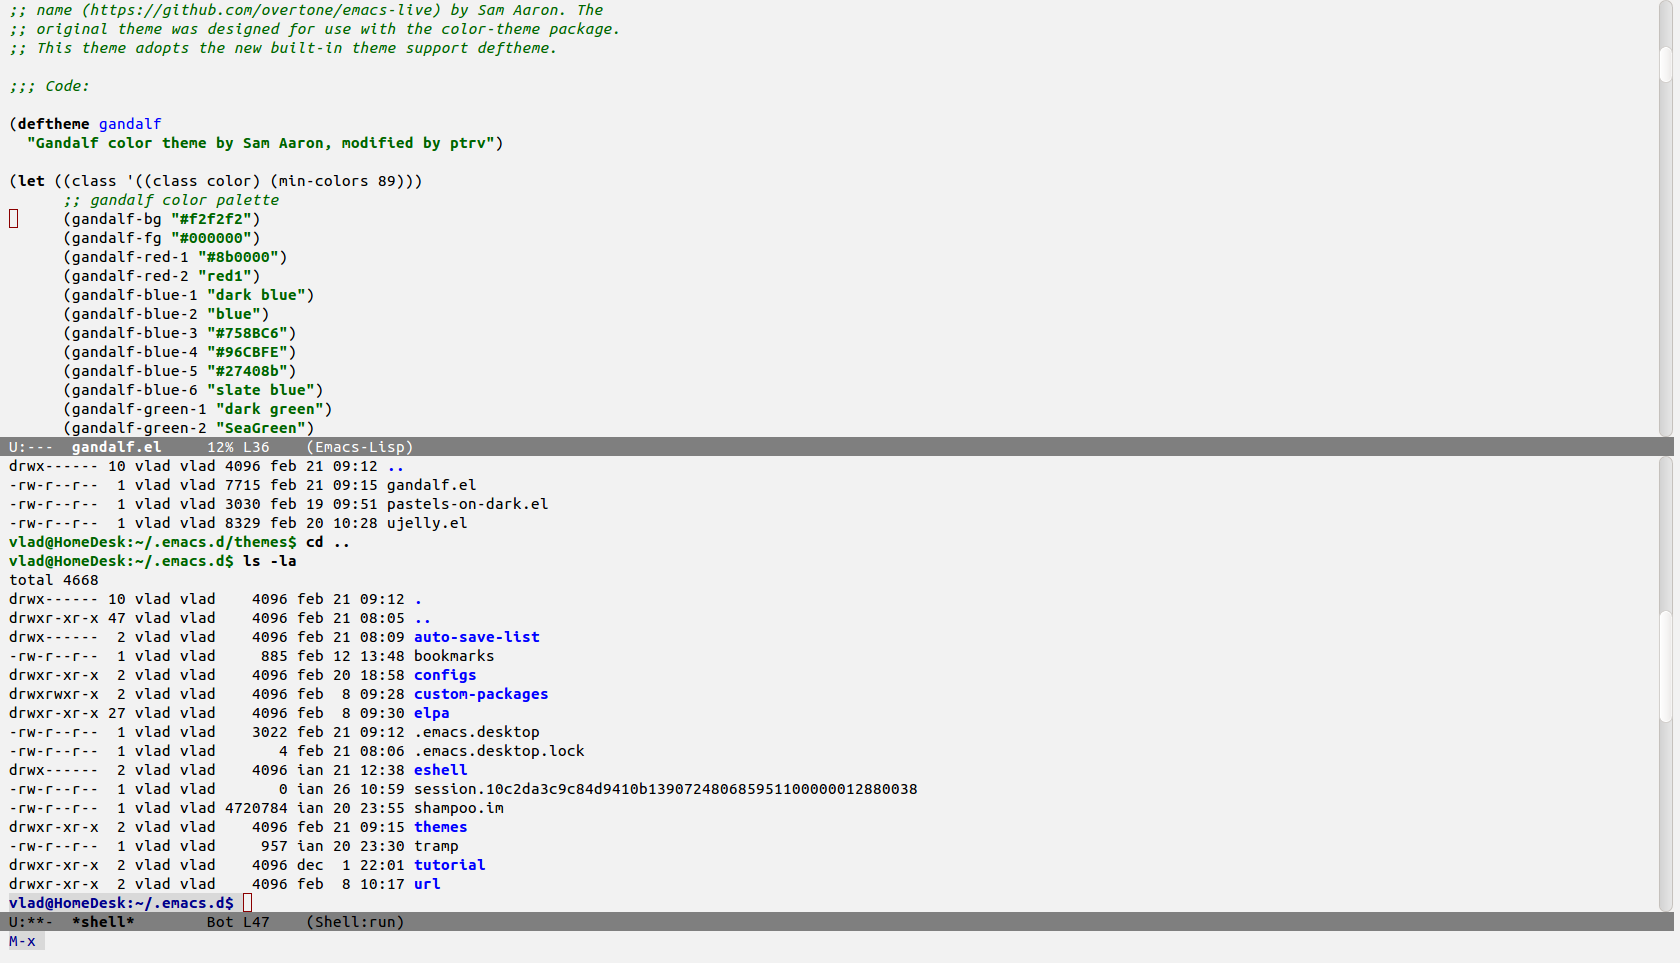 ;; name (https://github.com/overtone/emacs-live) by Sam Aaron. The
;; original theme was designed for use with the color-theme package.
;; This theme adopts the new built-in theme support deftheme.

;;; Code:

(deftheme gandalf
  "Gandalf color theme by Sam Aaron, modified by ptrv")

(let ((class '((class color) (min-colors 89)))
      ;; gandalf color palette
      (gandalf-bg "#f2f2f2")
      (gandalf-fg "#000000")
      (gandalf-red-1 "#8b0000")
      (gandalf-red-2 "red1")
      (gandalf-blue-1 "dark blue")
      (gandalf-blue-2 "blue")
      (gandalf-blue-3 "#758BC6")
      (gandalf-blue-4 "#96CBFE")
      (gandalf-blue-5 "#27408b")
      (gandalf-blue-6 "slate blue")
      (gandalf-green-1 "dark green")
      (gandalf-green-2 "SeaGreen")
U:---  gandalf.el     12% L36    (Emacs-Lisp)
drwx------ 10 vlad vlad 4096 feb 21 09:12 ..
-rw-r--r--  1 vlad vlad 7715 feb 21 09:15 gandalf.el
-rw-r--r--  1 vlad vlad 3030 feb 19 09:51 pastels-on-dark.el
-rw-r--r--  1 vlad vlad 8329 feb 20 10:28 ujelly.el
vlad@HomeDesk:~/.emacs.d/themes$ cd ..
vlad@HomeDesk:~/.emacs.d$ ls -la
total 4668
drwx------ 10 vlad vlad    4096 feb 21 09:12 .
drwxr-xr-x 47 vlad vlad    4096 feb 21 08:05 ..
drwx------  2 vlad vlad    4096 feb 21 08:09 auto-save-list
-rw-r--r--  1 vlad vlad     885 feb 12 13:48 bookmarks
drwxr-xr-x  2 vlad vlad    4096 feb 20 18:58 configs
drwxrwxr-x  2 vlad vlad    4096 feb  8 09:28 custom-packages
drwxr-xr-x 27 vlad vlad    4096 feb  8 09:30 elpa
-rw-r--r--  1 vlad vlad    3022 feb 21 09:12 .emacs.desktop
-rw-r--r--  1 vlad vlad       4 feb 21 08:06 .emacs.desktop.lock
drwx------  2 vlad vlad    4096 ian 21 12:38 eshell
-rw-r--r--  1 vlad vlad       0 ian 26 10:59 session.10c2da3c9c84d9410b139072480685951100000012880038
-rw-r--r--  1 vlad vlad 4720784 ian 20 23:55 shampoo.im
drwxr-xr-x  2 vlad vlad    4096 feb 21 09:15 themes
-rw-r--r--  1 vlad vlad     957 ian 20 23:30 tramp
drwxr-xr-x  2 vlad vlad    4096 dec  1 22:01 tutorial
drwxr-xr-x  2 vlad vlad    4096 feb  8 10:17 url
vlad@HomeDesk:~/.emacs.d$
U:**-  *shell*        Bot L47    (Shell:run)
M-x